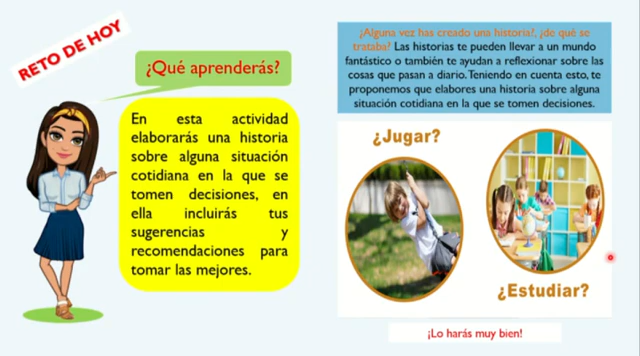 RETO DE HOY
¿Qué aprenderás?
En esta actividad
elaborarás una historia
sobre alguna situación
cotidiana en la que se
tomen decisiones, en
ella incluirás tus
sugerencias y
recomendaciones para
tomar las mejores.
¿Alguna vez has creado una historia?, ¿de qué se
trataba? Las historias te pueden llevar a un mundo
fantástico o también te ayudan a reflexionar sobre las
cosas que pasan a diario. Teniendo en cuenta esto, te
proponemos que elabores una historia sobre alguna
situación cotidiana en la que se tomen decisiones.
¿Jugar?
¿Estudiar?
¡Lo harás muy bien!